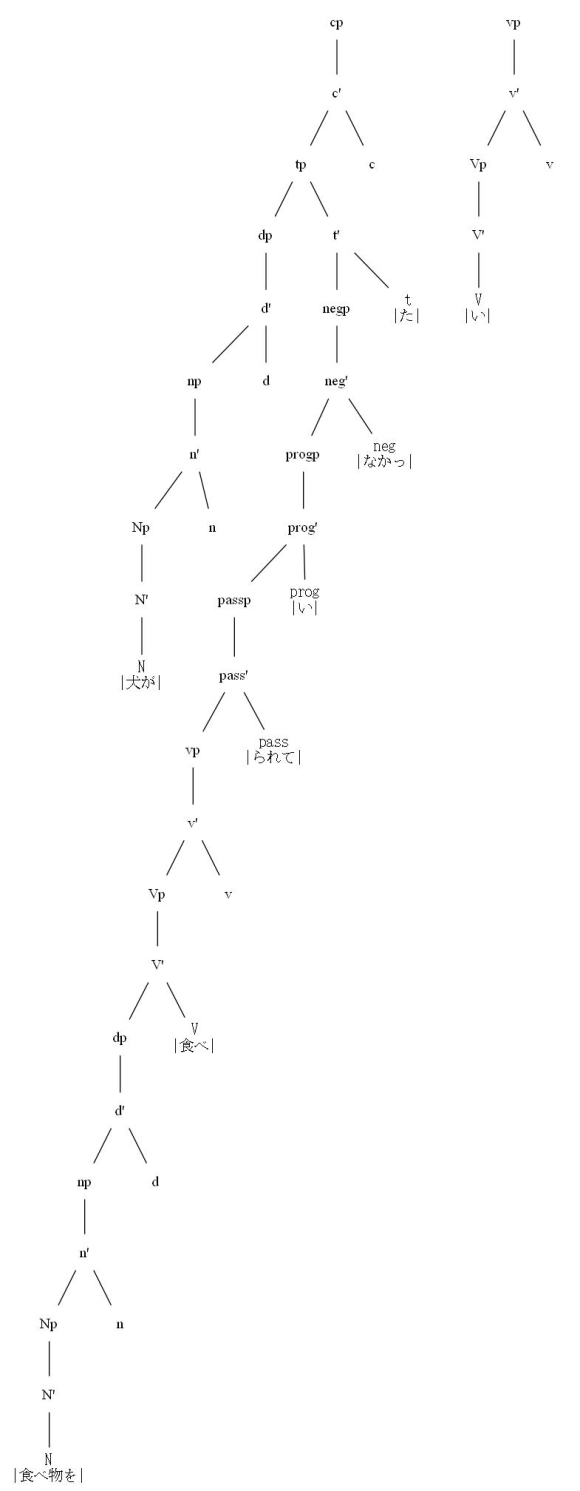 cp vp
c' v'
tp c Vp v
dp t' V'
d' negp t V
|た| |い|
np d neg'
n' progp neg
|なかっ|
Np n prog'
N' passp prog
|い|
N pass'
|犬が|
vp pass
|られて|
v'
Vp v
V'
dp V
|食べ|
d'
np d
n'
Np n
N'
N
|食べ物を|